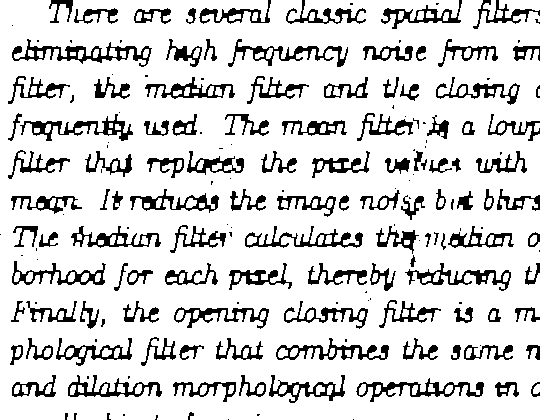 There are several classic spatial filters
eliminating high frequency noise from im
filter, the median filter and the closing o
frequently used. The mean filter is a lowp
filter that replaces the pixel values with
mean. It reduces the image noise but blurs
The median filter calculates the median o
borhood for each pixel, thereby reducing th
Finally, the opening closing filter is a m
phological filter that combines the same n
and dilation morphological operations in o